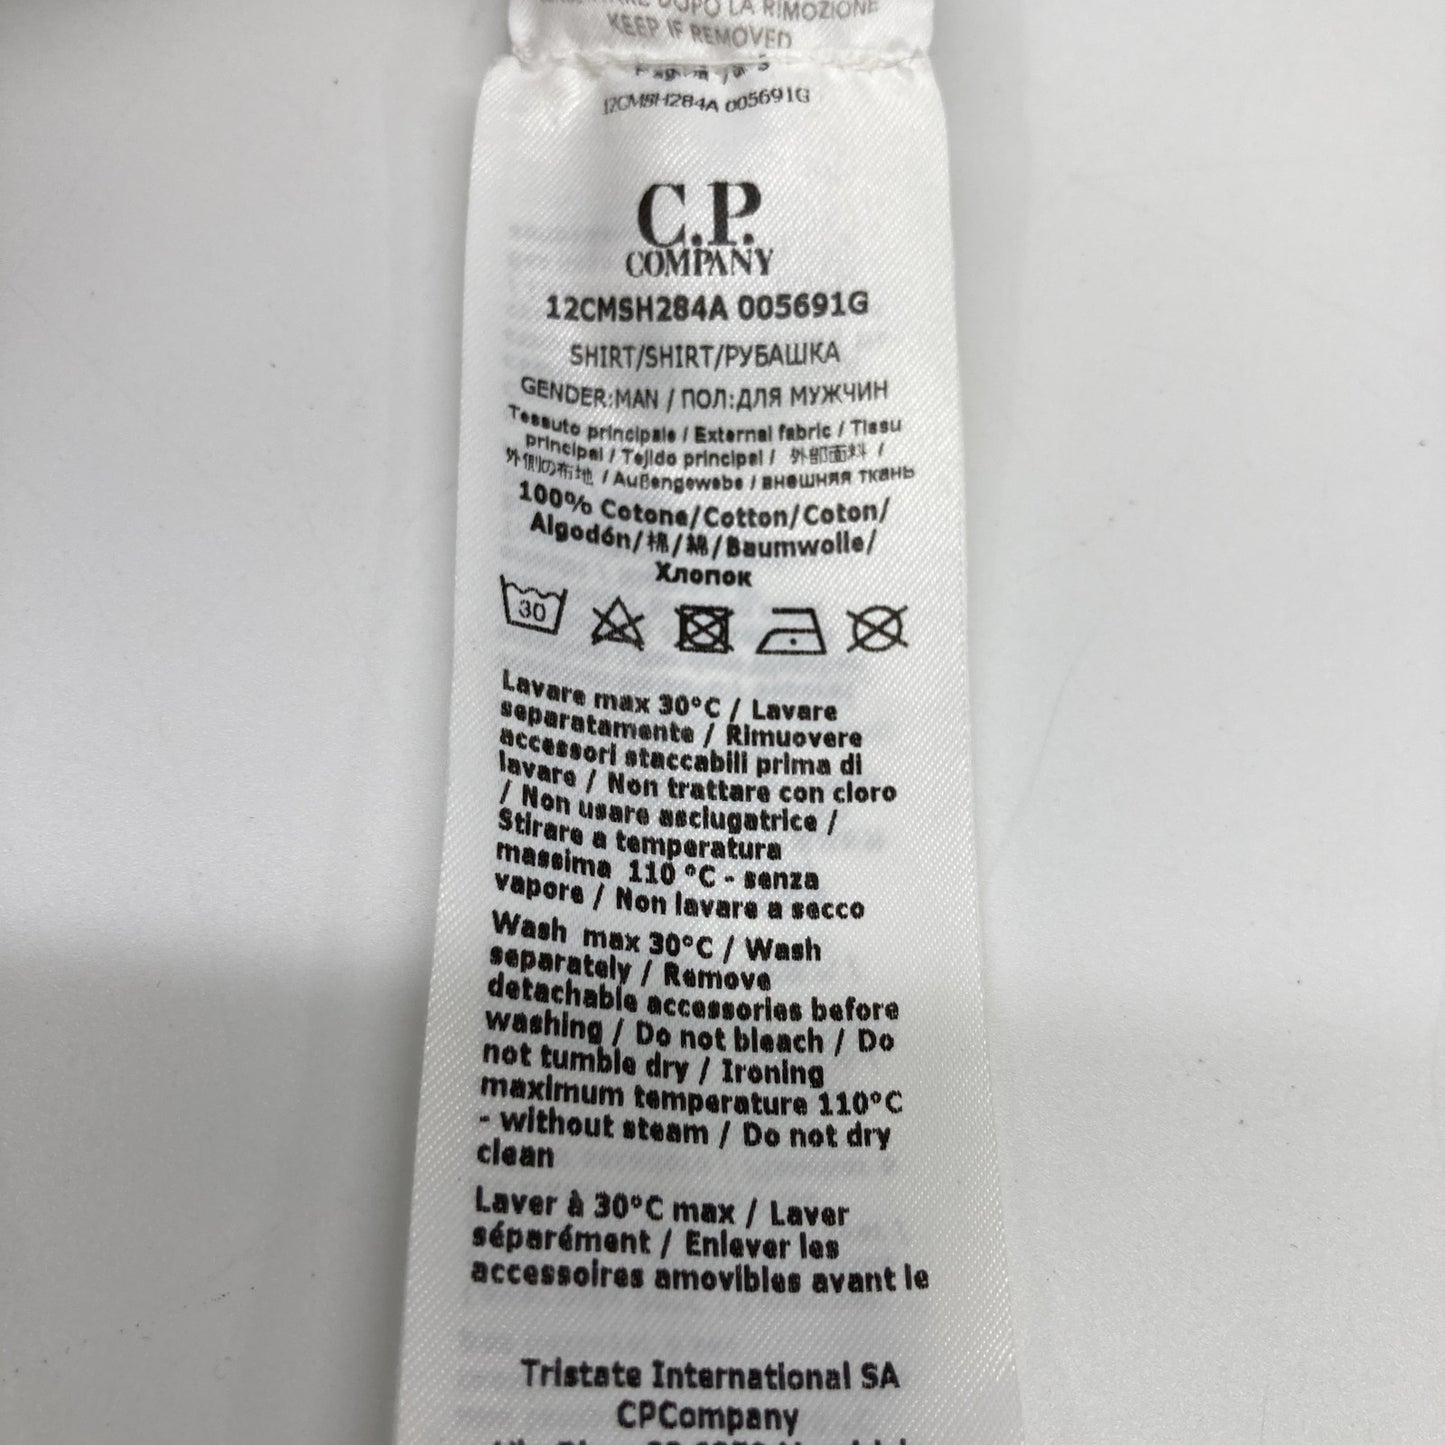 DOPO LA RIMOZIONE
KEEP IF REMOVED
12CMSH284A 005691G
C.P.
COMPANY
12CMSH284A 005691G
SHIRT/SHIRT/РУБАШКА
GENDER:MAN / ПОЛ:ДЛЯ МУЖЧИН
Tessuto principale / External fabric / Tissu
principal / Tejido principal / 外部面料 /
外側の布地 / Außengewebe / внешняя ткань
100% Cotone/Cotton/Coton/
Algodón/棉/綿/Baumwolle/
Хлопок
30
Lavare max 30°C / Lavare
separatamente / Rimuovere
accessori staccabili prima di
lavare / Non trattare con cloro
/ Non usare asciugatrice /
Stirare a temperatura
massima 110 °C - senza
vapore / Non lavare a secco
Wash max 30°C / Wash
separately / Remove
detachable accessories before
washing / Do not bleach / Do
not tumble dry / Ironing
maximum temperature 110°C
- without steam / Do not dry
clean
Laver à 30°C max / Laver
séparément / Enlever les
accessoires amovibles avant le
Tristate International SA
CPCompany